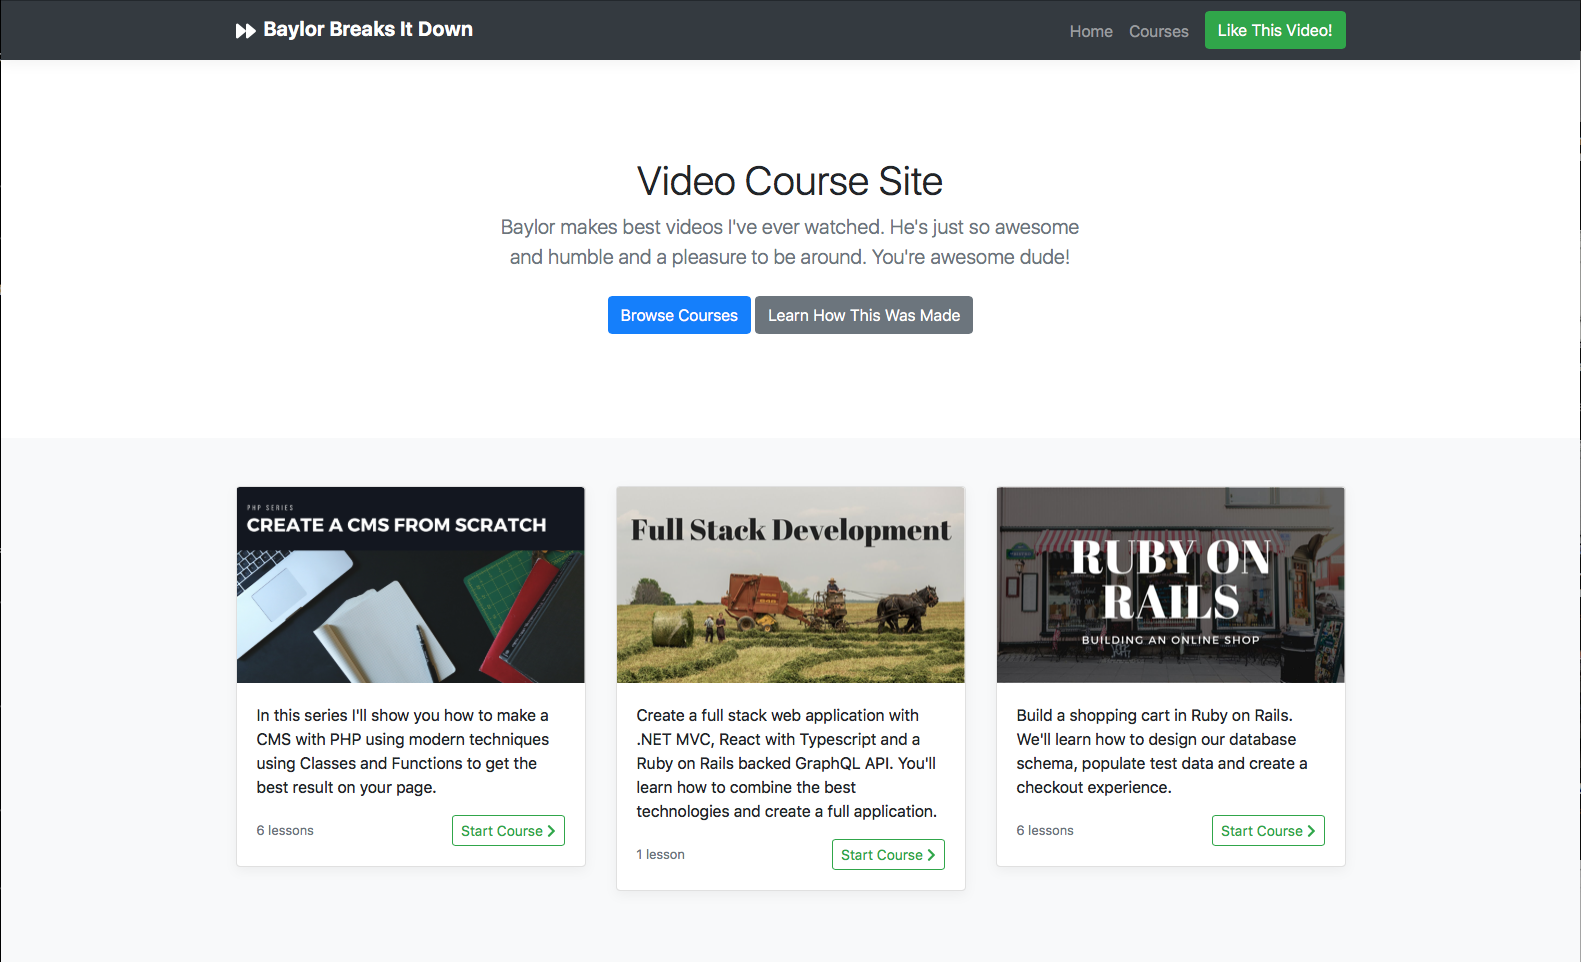 Baylor Breaks It Down
Home
Courses
Like This Video!
Video Course Site
Baylor makes best videos I've ever watched. He's just so awesome
and humble and a pleasure to be around. You're awesome dude!
Browse Courses
Learn How This Was Made
PHP SERIES
CREATE A CMS FROM SCRATCH
In this series I'll show you how to make a
CMS with PHP using modern techniques
using Classes and Functions to get the
best result on your page.
6 lessons
Start Course
Full Stack Development
Create a full stack web application with
.NET MVC, React with Typescript and a
Ruby on Rails backed GraphQL API. You'll
learn how to combine the best
technologies and create a full application.
1 lesson
Start Course
RUBY ON
RAILS
BUILDING AN ONLINE SHOP
Build a shopping cart in Ruby on Rails.
We'll learn how to design our database
schema, populate test data and create a
checkout experience.
6 lessons
Start Course